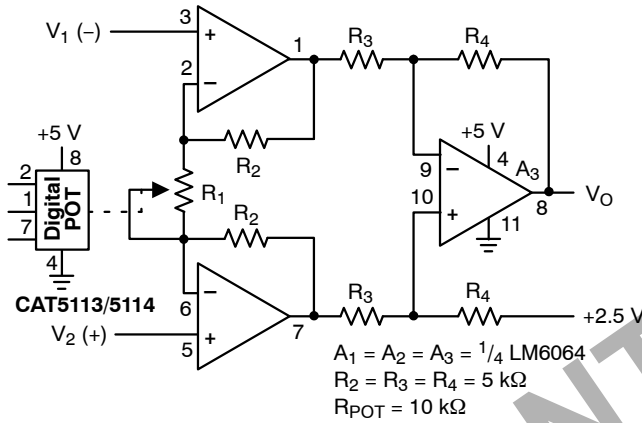 V1 (–)
3
+
1
R3
R4
2
–
+5 V
8
R2
+5 V
4
A3
9
–
2
1
7
Digital
POT
R1
10
+
8
VO
11
4
R2
CAT5113/5114
–
6
R3
R4
+2.5 V
7
V2 (+)
5
+
A1 = A2 = A3 = 1/4 LM6064
R2 = R3 = R4 = 5 kΩ
RPOT = 10 kΩ